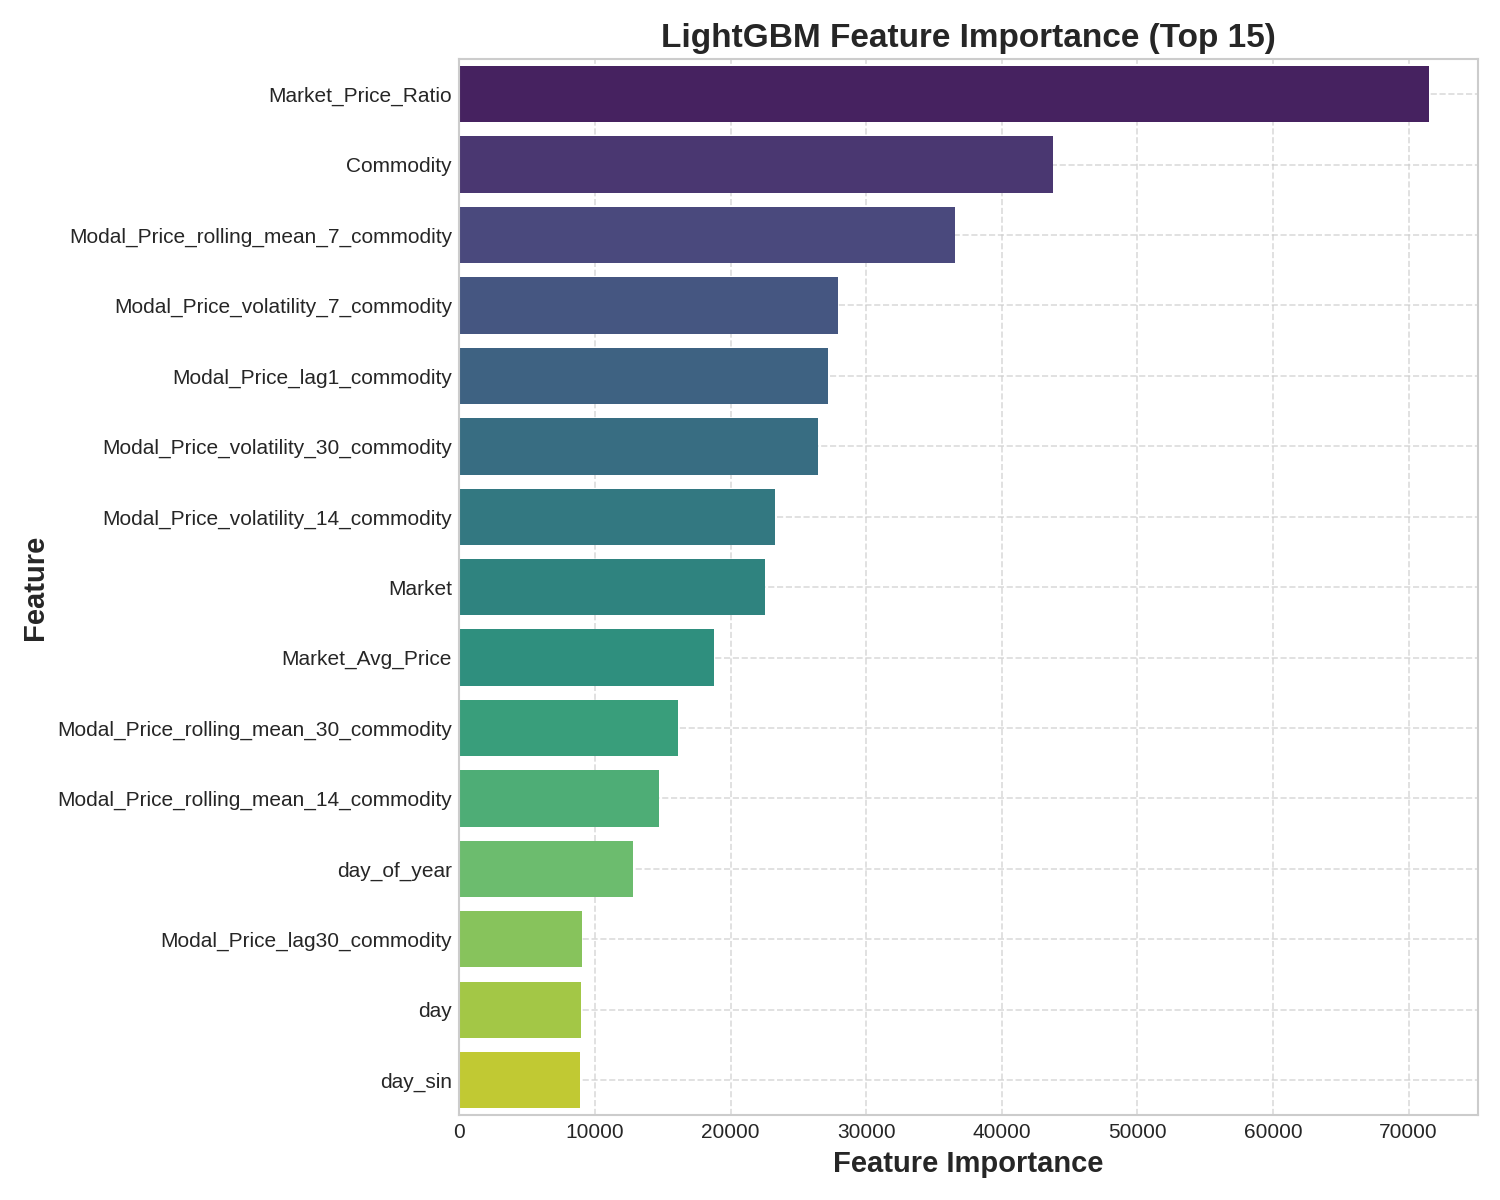 LightGBM Feature Importance (Top 15)
Feature
Market_Price_Ratio
Commodity
Modal_Price_rolling_mean_7_commodity
Modal_Price_volatility_7_commodity
Modal_Price_lag1_commodity
Modal_Price_volatility_30_commodity
Modal_Price_volatility_14_commodity
Market
Market_Avg_Price
Modal_Price_rolling_mean_30_commodity
Modal_Price_rolling_mean_14_commodity
day_of_year
Modal_Price_lag30_commodity
day
day_sin
0 10000 20000 30000 40000 50000 60000 70000
Feature Importance